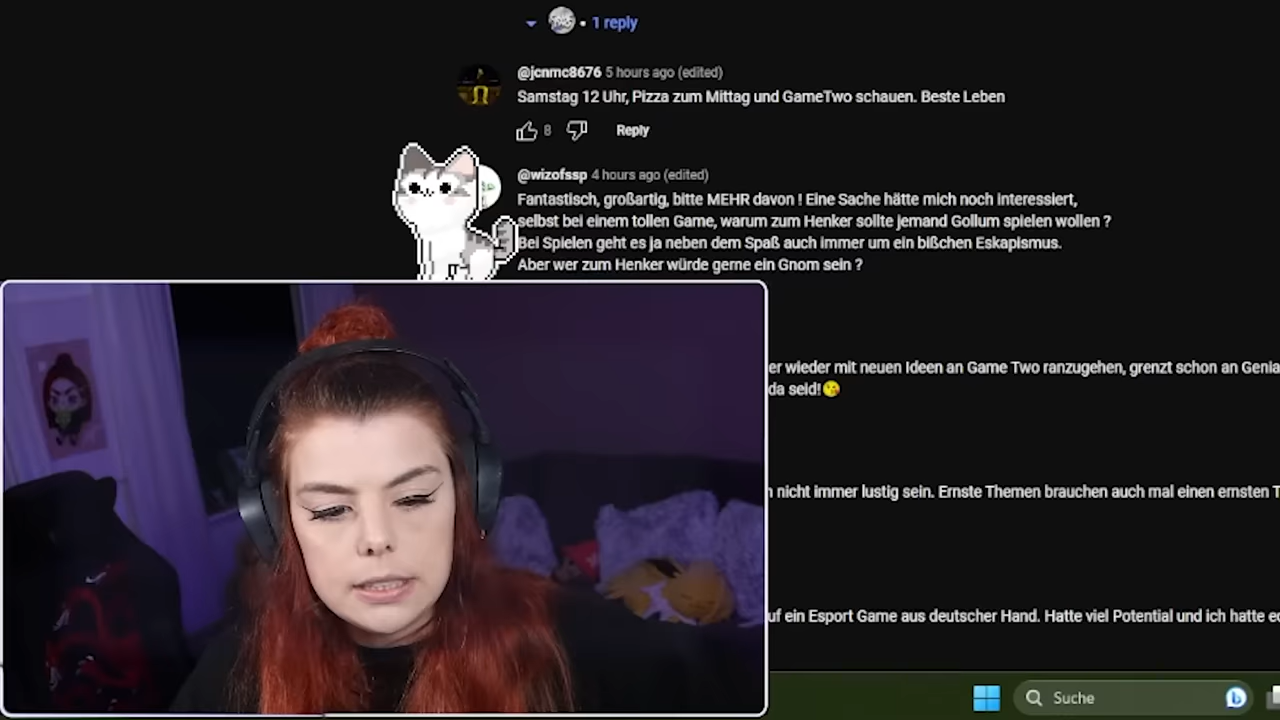 1 reply
@jcnmc8676 5 hours ago (edited)
Samstag 12 Uhr, Pizza zum Mittag und GameTwo schauen. Beste Leben
8
Reply
@wizofssp 4 hours ago (edited)
Fantastisch, großartig, bitte MEHR davon ! Eine Sache hätte mich noch interessiert,
selbst bei einem tollen Game, warum zum Henker sollte jemand Gollum spielen wollen ?
Bei Spielen geht es ja neben dem Spaß auch immer um ein bißchen Eskapismus.
Aber wer zum Henker würde gerne ein Gnom sein ?
er wieder mit neuen Ideen an Game Two ranzugehen, grenzt schon an Genia
da seid!😘
nicht immer lustig sein. Ernste Themen brauchen auch mal einen ernsten T
uf ein Esport Game aus deutscher Hand. Hatte viel Potential und ich hatte
Suche